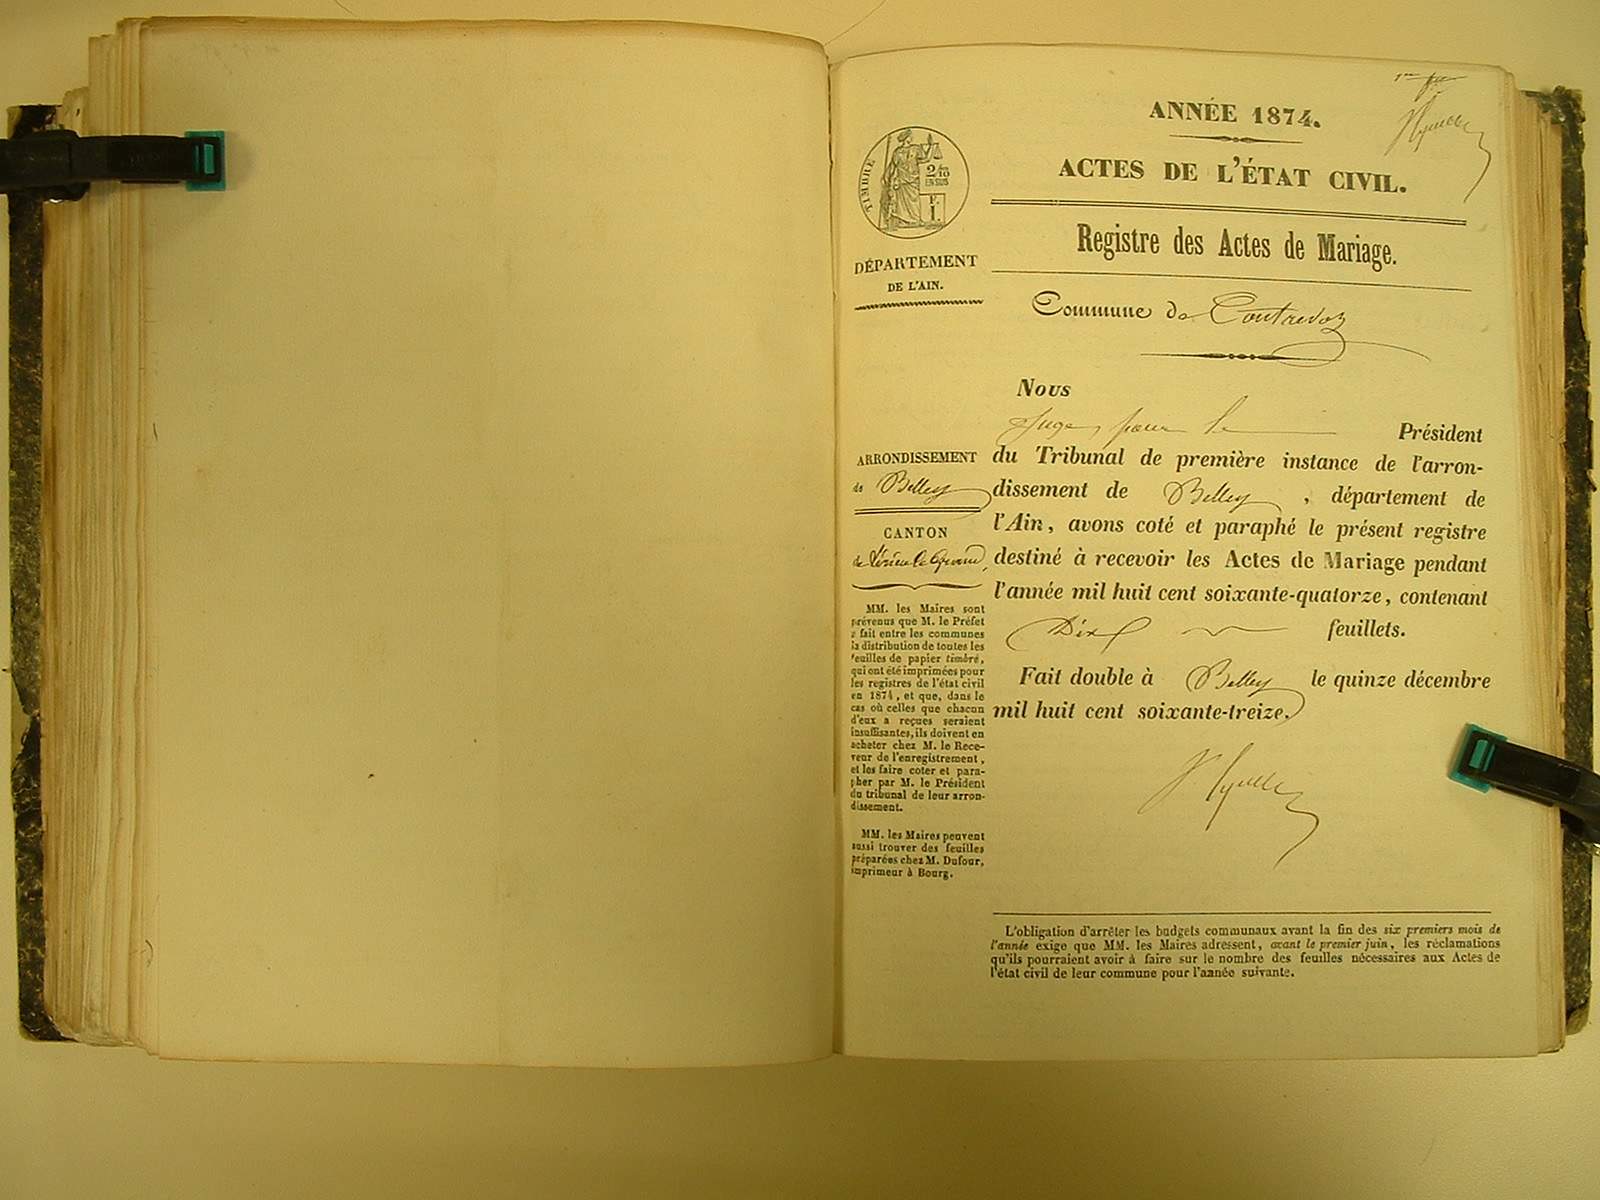 ANNÉE 1874.
ACTES DE L'ÉTAT CIVIL.
Registre des Actes de Mariage.
Commune de Contrevoz
TIMBRE
2/10
EN SUS
F.
1.
DÉPARTEMENT
DE L'AIN.
ARRONDISSEMENT
de Belley
CANTON
de Virieu le Grand,
MM. les Maires sont
prévenus que M. le Préfet
a fait entre les communes
la distribution de toutes les
feuilles de papier timbré,
qui ont été imprimées pour
les registres de l'état civil
en 1874, et que, dans le
cas où celles que chacun
d'eux a reçues seraient
insuffisantes, ils doivent en
acheter chez M. le Rece-
veur de l'enregistrement,
et les faire coter et para-
pher par M. le Président
du tribunal de leur arron-
dissement.
MM. les Maires peuvent
aussi trouver des feuilles
préparées chez M. Dufour,
imprimeur à Bourg.
Nous
Juge, pour le Président
du Tribunal de première instance de l'arron-
dissement de Belley, département de
l'Ain, avons coté et paraphé le présent registre
destiné à recevoir les Actes de Mariage pendant
l'année mil huit cent soixante-quatorze, contenant
Dix feuillets.
Fait double à Belley le quinze décembre
mil huit cent soixante-treize.
L'obligation d'arrêter les budgets communaux avant la fin des six premiers mois de
l'année exige que MM. les Maires adressent, avant le premier juin, les réclamations
qu'ils pourraient avoir à faire sur le nombre des feuilles nécessaires aux Actes de
l'état civil de leur commune pour l'année suivante.